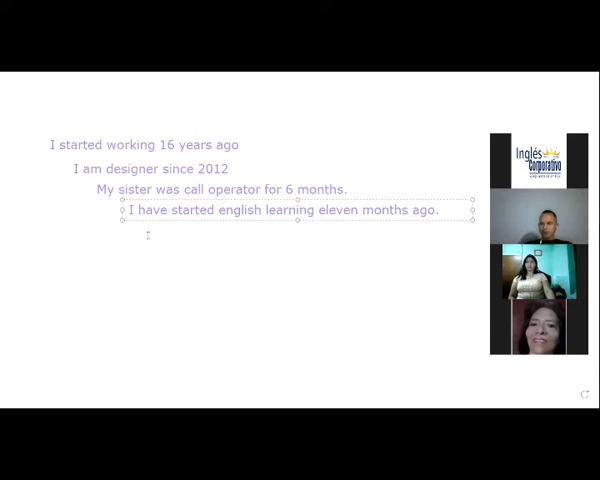 I started working 16 years ago
I am designer since 2012
My sister was call operator for 6 months.
I have started english learning eleven months ago.
Inglés
Corporativo